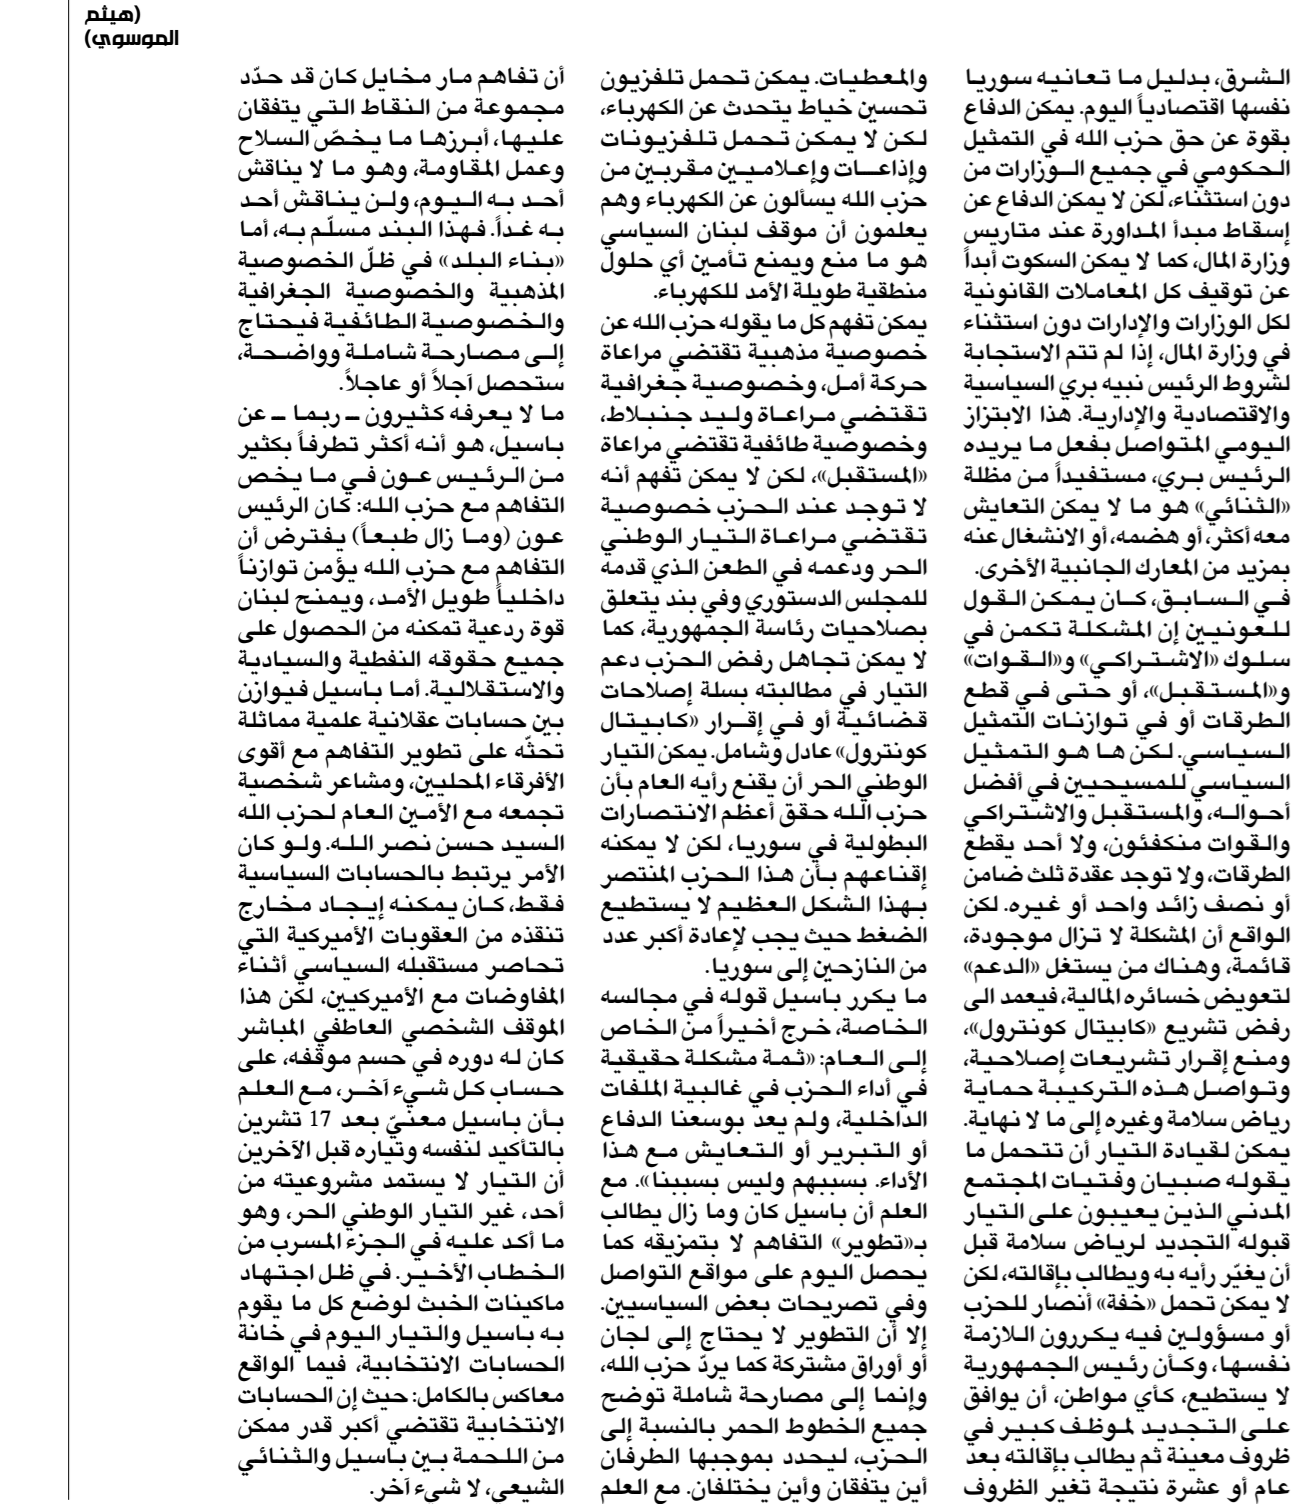 (هيثم
الموسوي)
الشرق، بدليل ما تعانيه سوريا
نفسها اقتصادياً اليوم. يمكن الدفاع
بقوة عن حق حزب الله في التمثيل
الحكومي في جميع الوزارات من
دون استثناء، لكن لا يمكن الدفاع عن
إسقاط مبدأ المداورة عند متاريس
وزارة المال، كما لا يمكن السكوت أبداً
عن توقيف كل المعاملات القانونية
لكل الوزارات والإدارات دون استثناء
في وزارة المال، إذا لم تتم الاستجابة
لشروط الرئيس نبيه بري السياسية
والاقتصادية والإدارية. هذا الابتزاز
اليومي المتواصل بفعل ما يريده
الرئيس بري، مستفيداً من مظلة
«الثنائي» هو ما لا يمكن التعايش
معه أكثر، أو هضمه، أو الانشغال عنه
بمزيد من المعارك الجانبية الأخرى.
في السابق، كان يمكن القول
للعونيين إن المشكلة تكمن في
سلوك «الاشتراكي» و«القوات»
و«المستقبل»، أو حتى في قطع
الطرقات أو في توازنات التمثيل
السياسي. لكن ها هو التمثيل
السياسي للمسيحيين في أفضل
أحواله، والمستقبل والاشتراكي
والقوات منكفئون، ولا أحد يقطع
الطرقات، ولا توجد عقدة ثلث ضامن
أو نصف زائد واحد أو غيره. لكن
الواقع أن المشكلة لا تزال موجودة،
قائمة، وهناك من يستغل «الدعم»
لتعويض خسائره المالية، فيعمد الى
رفض تشريع «كابيتال كونترول»،
ومنع إقرار تشريعات إصلاحية،
وتواصل هذه التركيبة حماية
رياض سلامة وغيره إلى ما لا نهاية.
يمكن لقيادة التيار أن تتحمل ما
يقوله صبيان وفتيات المجتمع
المدني الذين يعيبون على التيار
قبوله التجديد لرياض سلامة قبل
أن يغيّر رأيه به ويطالب بإقالته، لكن
لا يمكن تحمل «خفة» أنصار للحزب
أو مسؤولين فيه يكررون اللازمة
نفسها، وكأن رئيس الجمهورية
لا يستطيع، كأي مواطن، أن يوافق
على التجديد لموظف كبير في
ظروف معينة ثم يطالب بإقالته بعد
عام أو عشرة نتيجة تغير الظروف
والمعطيات. يمكن تحمل تلفزيون
تحسين خياط يتحدث عن الكهرباء،
لكن لا يمكن تحمل تلفزيونات
وإذاعات وإعلاميين مقربين من
حزب الله يسألون عن الكهرباء وهم
يعلمون أن موقف لبنان السياسي
هو ما منع ويمنع تأمين أي حلول
منطقية طويلة الأمد للكهرباء.
يمكن تفهم كل ما يقوله حزب الله عن
خصوصية مذهبية تقتضي مراعاة
حركة أمل، وخصوصية جغرافية
تقتضي مراعاة وليد جنبلاط،
وخصوصية طائفية تقتضي مراعاة
«المستقبل»، لكن لا يمكن تفهم أنه
لا توجد عند الحزب خصوصية
تقتضي مراعاة التيار الوطني
الحر ودعمه في الطعن الذي قدمه
للمجلس الدستوري وفي بند يتعلق
بصلاحيات رئاسة الجمهورية، كما
لا يمكن تجاهل رفض الحزب دعم
التيار في مطالبته بسلة إصلاحات
قضائية أو في إقرار «كابيتال
كونترول» عادل وشامل. يمكن التيار
الوطني الحر أن يقنع رأيه العام بأن
حزب الله حقق أعظم الانتصارات
البطولية في سوريا، لكن لا يمكنه
إقناعهم بأن هذا الحزب المنتصر
بهذا الشكل العظيم لا يستطيع
الضغط حيث يجب لإعادة أكبر عدد
من النازحين إلى سوريا.
ما يكرر باسيل قوله في مجالسه
الخاصة، خرج أخيراً من الخاص
إلى العام: «ثمة مشكلة حقيقية
في أداء الحزب في غالبية الملفات
الداخلية، ولم يعد بوسعنا الدفاع
أو التبرير أو التعايش مع هذا
الأداء. بسببهم وليس بسببنا». مع
العلم أن باسيل كان وما زال يطالب
بـ«تطوير» التفاهم لا بتمزيقه كما
يحصل اليوم على مواقع التواصل
وفي تصريحات بعض السياسيين.
إلا أن التطوير لا يحتاج إلى لجان
أو أوراق مشتركة كما يردّ حزب الله،
وإنما إلى مصارحة شاملة توضح
جميع الخطوط الحمر بالنسبة إلى
الحزب، ليحدد بموجبها الطرفان
أين يتفقان وأين يختلفان. مع العلم
أن تفاهم مار مخايل كان قد حدّد
مجموعة من النقاط التي يتفقان
عليها، أبرزها ما يخصّ السلاح
وعمل المقاومة، وهو ما لا يناقش
أحد به اليوم، ولن يناقش أحد
به غداً. فهذا البند مسلّم به، أما
«بناء البلد» في ظلّ الخصوصية
المذهبية والخصوصية الجغرافية
والخصوصية الطائفية فيحتاج
إلى مصارحة شاملة وواضحة،
ستحصل آجلاً أو عاجلاً.
ما لا يعرفه كثيرون ــ ربما ــ عن
باسيل، هو أنه أكثر تطرفاً بكثير
من الرئيس عون في ما يخص
التفاهم مع حزب الله: كان الرئيس
عون (وما زال طبعاً) يفترض أن
التفاهم مع حزب الله يؤمن توازناً
داخلياً طويل الأمد، ويمنح لبنان
قوة ردعية تمكنه من الحصول على
جميع حقوقه النفطية والسيادية
والاستقلالية. أما باسيل فيوازن
بين حسابات عقلانية علمية مماثلة
تحثّه على تطوير التفاهم مع أقوى
الأفرقاء المحليين، ومشاعر شخصية
تجمعه مع الأمين العام لحزب الله
السيد حسن نصر الله. ولو كان
الأمر يرتبط بالحسابات السياسية
فقط، كان يمكنه إيجاد مخارج
تنقذه من العقوبات الأميركية التي
تحاصر مستقبله السياسي أثناء
المفاوضات مع الأميركيين، لكن هذا
الموقف الشخصي العاطفي المباشر
كان له دوره في حسم موقفه، على
حساب كل شيء آخر، مع العلم
بأن باسيل معنيّ بعد 17 تشرين
بالتأكيد لنفسه وتياره قبل الآخرين
أن التيار لا يستمد مشروعيته من
أحد، غير التيار الوطني الحر، وهو
ما أكد عليه في الجزء المسرب من
الخطاب الأخير. في ظل اجتهاد
ماكينات الخبث لوضع كل ما يقوم
به باسيل والتيار اليوم في خانة
الحسابات الانتخابية، فيما الواقع
معاكس بالكامل: حيث إن الحسابات
الانتخابية تقتضي أكبر قدر ممكن
من اللحمة بين باسيل والثنائي
الشيعي، لا شيء آخر.